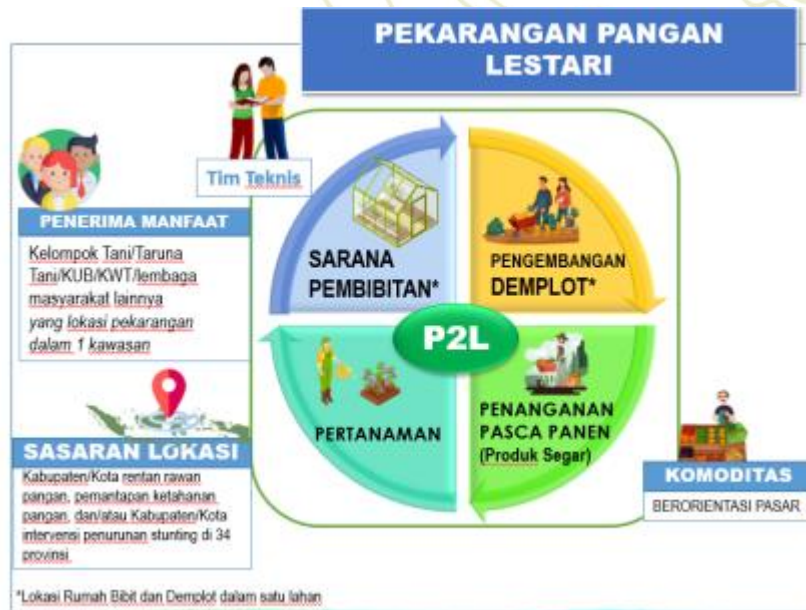 PEKARANGAN PANGAN
LESTARI
Tim Teknis
PENERIMA MANFAAT
Kelompok Tani/Taruna
Tani/KUB/KWT/lembaga
masyarakat lainnya
yang lokasi pekarangan
dalam 1 kawasan
SASARAN LOKASI
Kabupaten/Kota rentan rawan
pangan, pemantapan ketahanan
pangan, dan/atau Kabupaten/Kota
intervensi penurunan stunting di 34
provinsi
SARANA
PEMBIBITAN*
PENGEMBANGAN
DEMPLOT*
P2L
PERTANAMAN
PENANGANAN
PASCA PANEN
(Produk Segar)
KOMODITAS
BERORIENTASI PASAR
*Lokasi Rumah Bibit dan Demplot dalam satu lahan